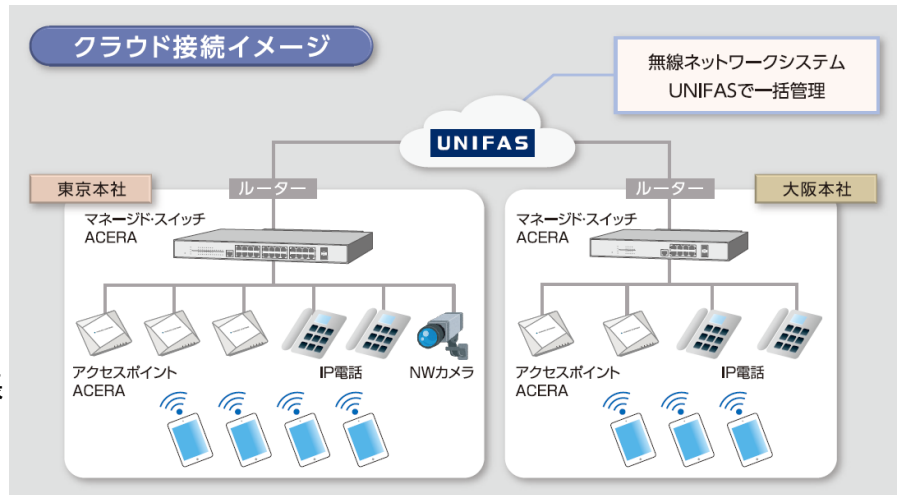 クラウド接続イメージ
無線ネットワークシステム
UNIFASで一括管理
UNIFAS
東京本社
ルーター
マネージド·スイッチ
ACERA
アクセスポイント
ACERA
IP電話
NWカメラ
ルーター
大阪本社
マネージド·スイッチ
ACERA
アクセスポイント
ACERA
IP電話